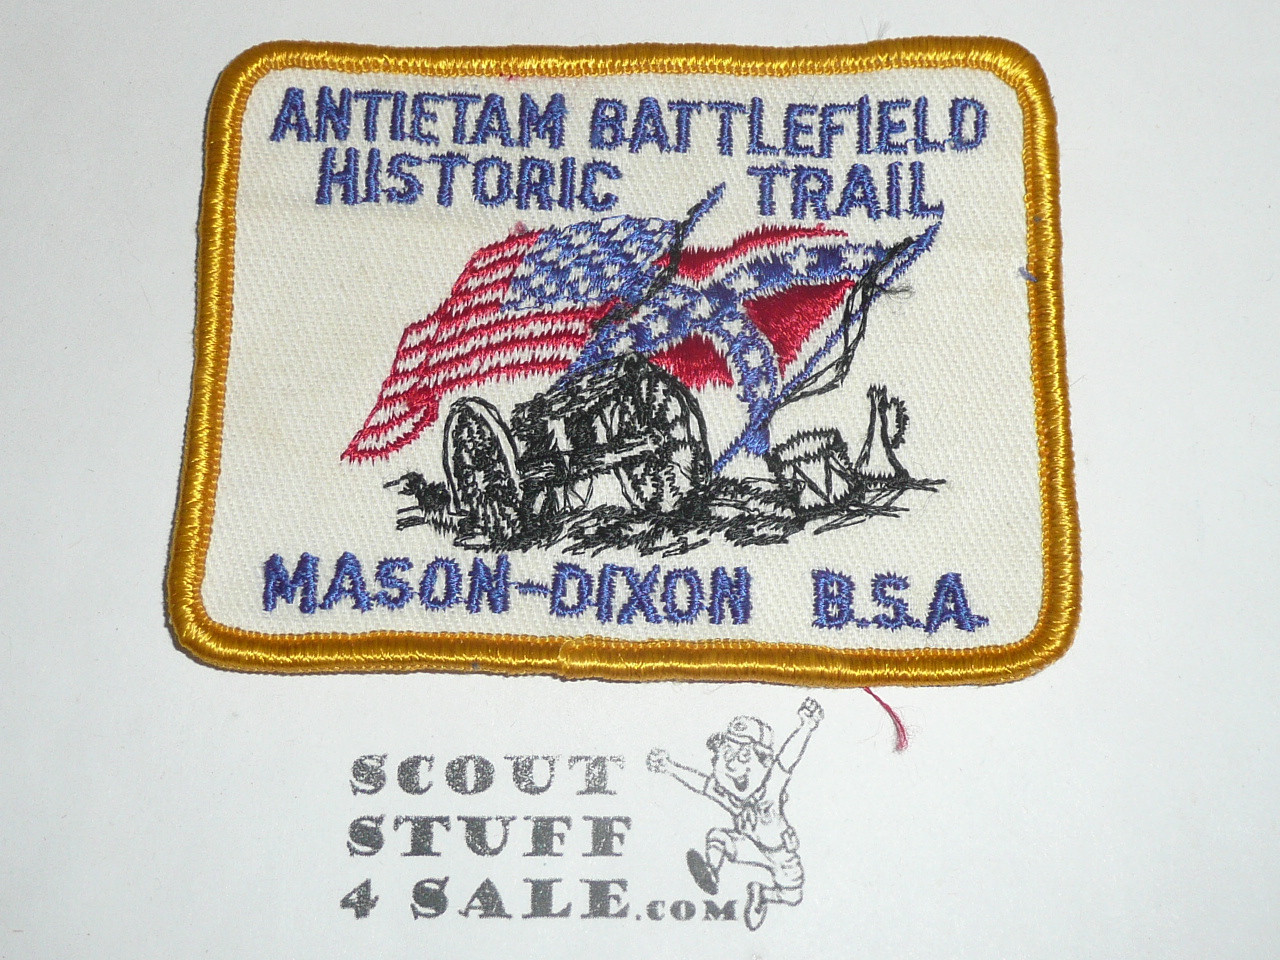 ANTIETAM BATTLEFIELD
HISTORIC TRAIL
MASON-DIXON B.S.A.
SCOUT
STUFF
4 SALE.COM